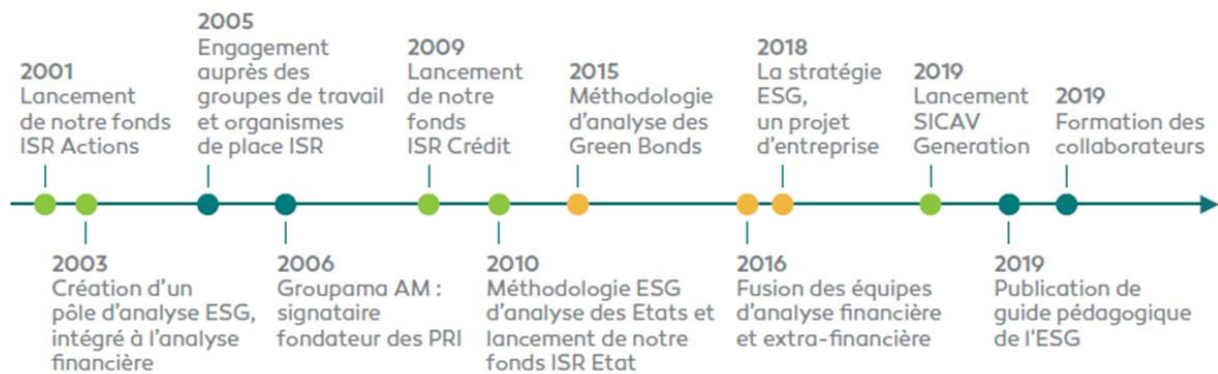 2001
Lancement
de notre fonds
ISR Actions
2003
Création d'un
pôle d'analyse ESG,
intégré à l'analyse
financière
2005
Engagement
auprès des
groupes de travail
et organismes
de place ISR
2006
Groupama AM :
signataire
fondateur des PRI
2009
Lancement
de notre
fonds
ISR Crédit
2010
Méthodologie ESG
d'analyse des Etats et
lancement de notre
fonds ISR Etat
2015
Méthodologie
d'analyse des
Green Bonds
2016
Fusion des équipes
d'analyse financière
et extra-financière
2018
La stratégie
ESG,
un projet
d'entreprise
2019
Lancement
SICAV
Generation
2019
Publication de
guide pédagogique
de l'ESG
2019
Formation des
collaborateurs